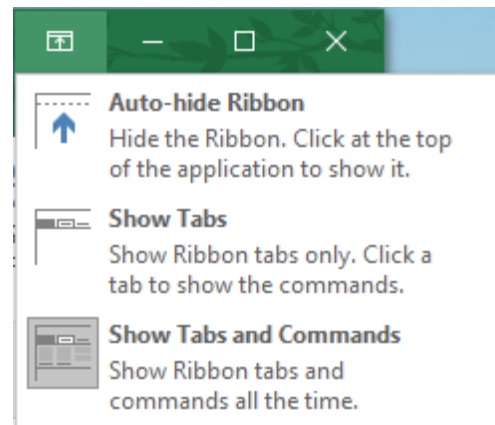 Auto-hide Ribbon
Hide the Ribbon. Click at the top
of the application to show it.
Show Tabs
Show Ribbon tabs only. Click a
tab to show the commands.
Show Tabs and Commands
Show Ribbon tabs and
commands all the time.